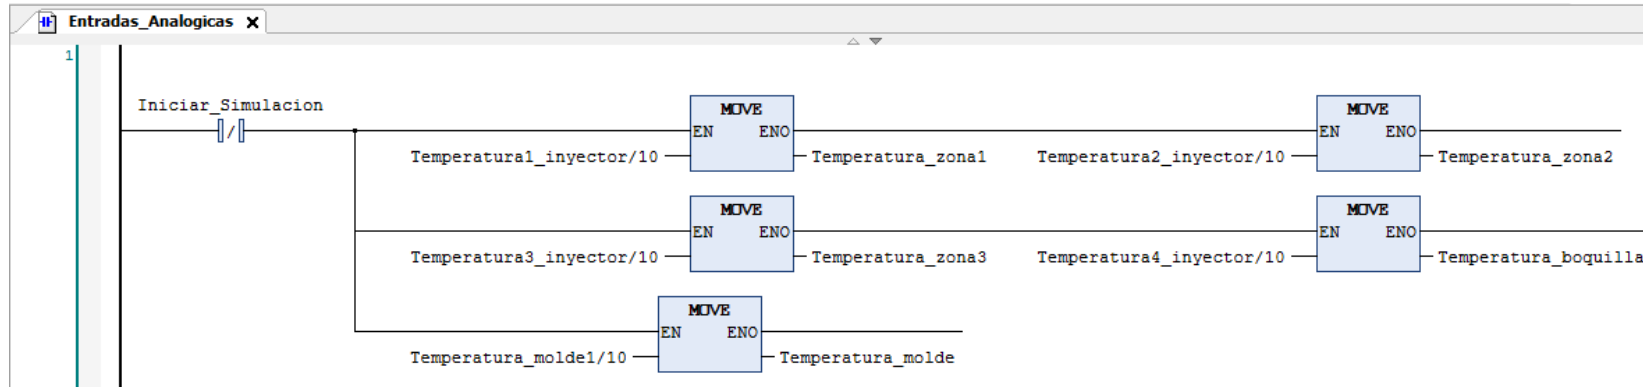 Entradas_Analogicas
1
Iniciar_Simulacion
MOVE MOVE
EN ENO EN ENO
Temperatura1_inyector/10 Temperatura_zona1 Temperatura2_inyector/10 Temperatura_zona2
MOVE MOVE
EN ENO EN ENO
Temperatura3_inyector/10 Temperatura_zona3 Temperatura4_inyector/10 Temperatura_boquilla
MOVE
EN ENO
Temperatura_molde1/10 Temperatura_molde